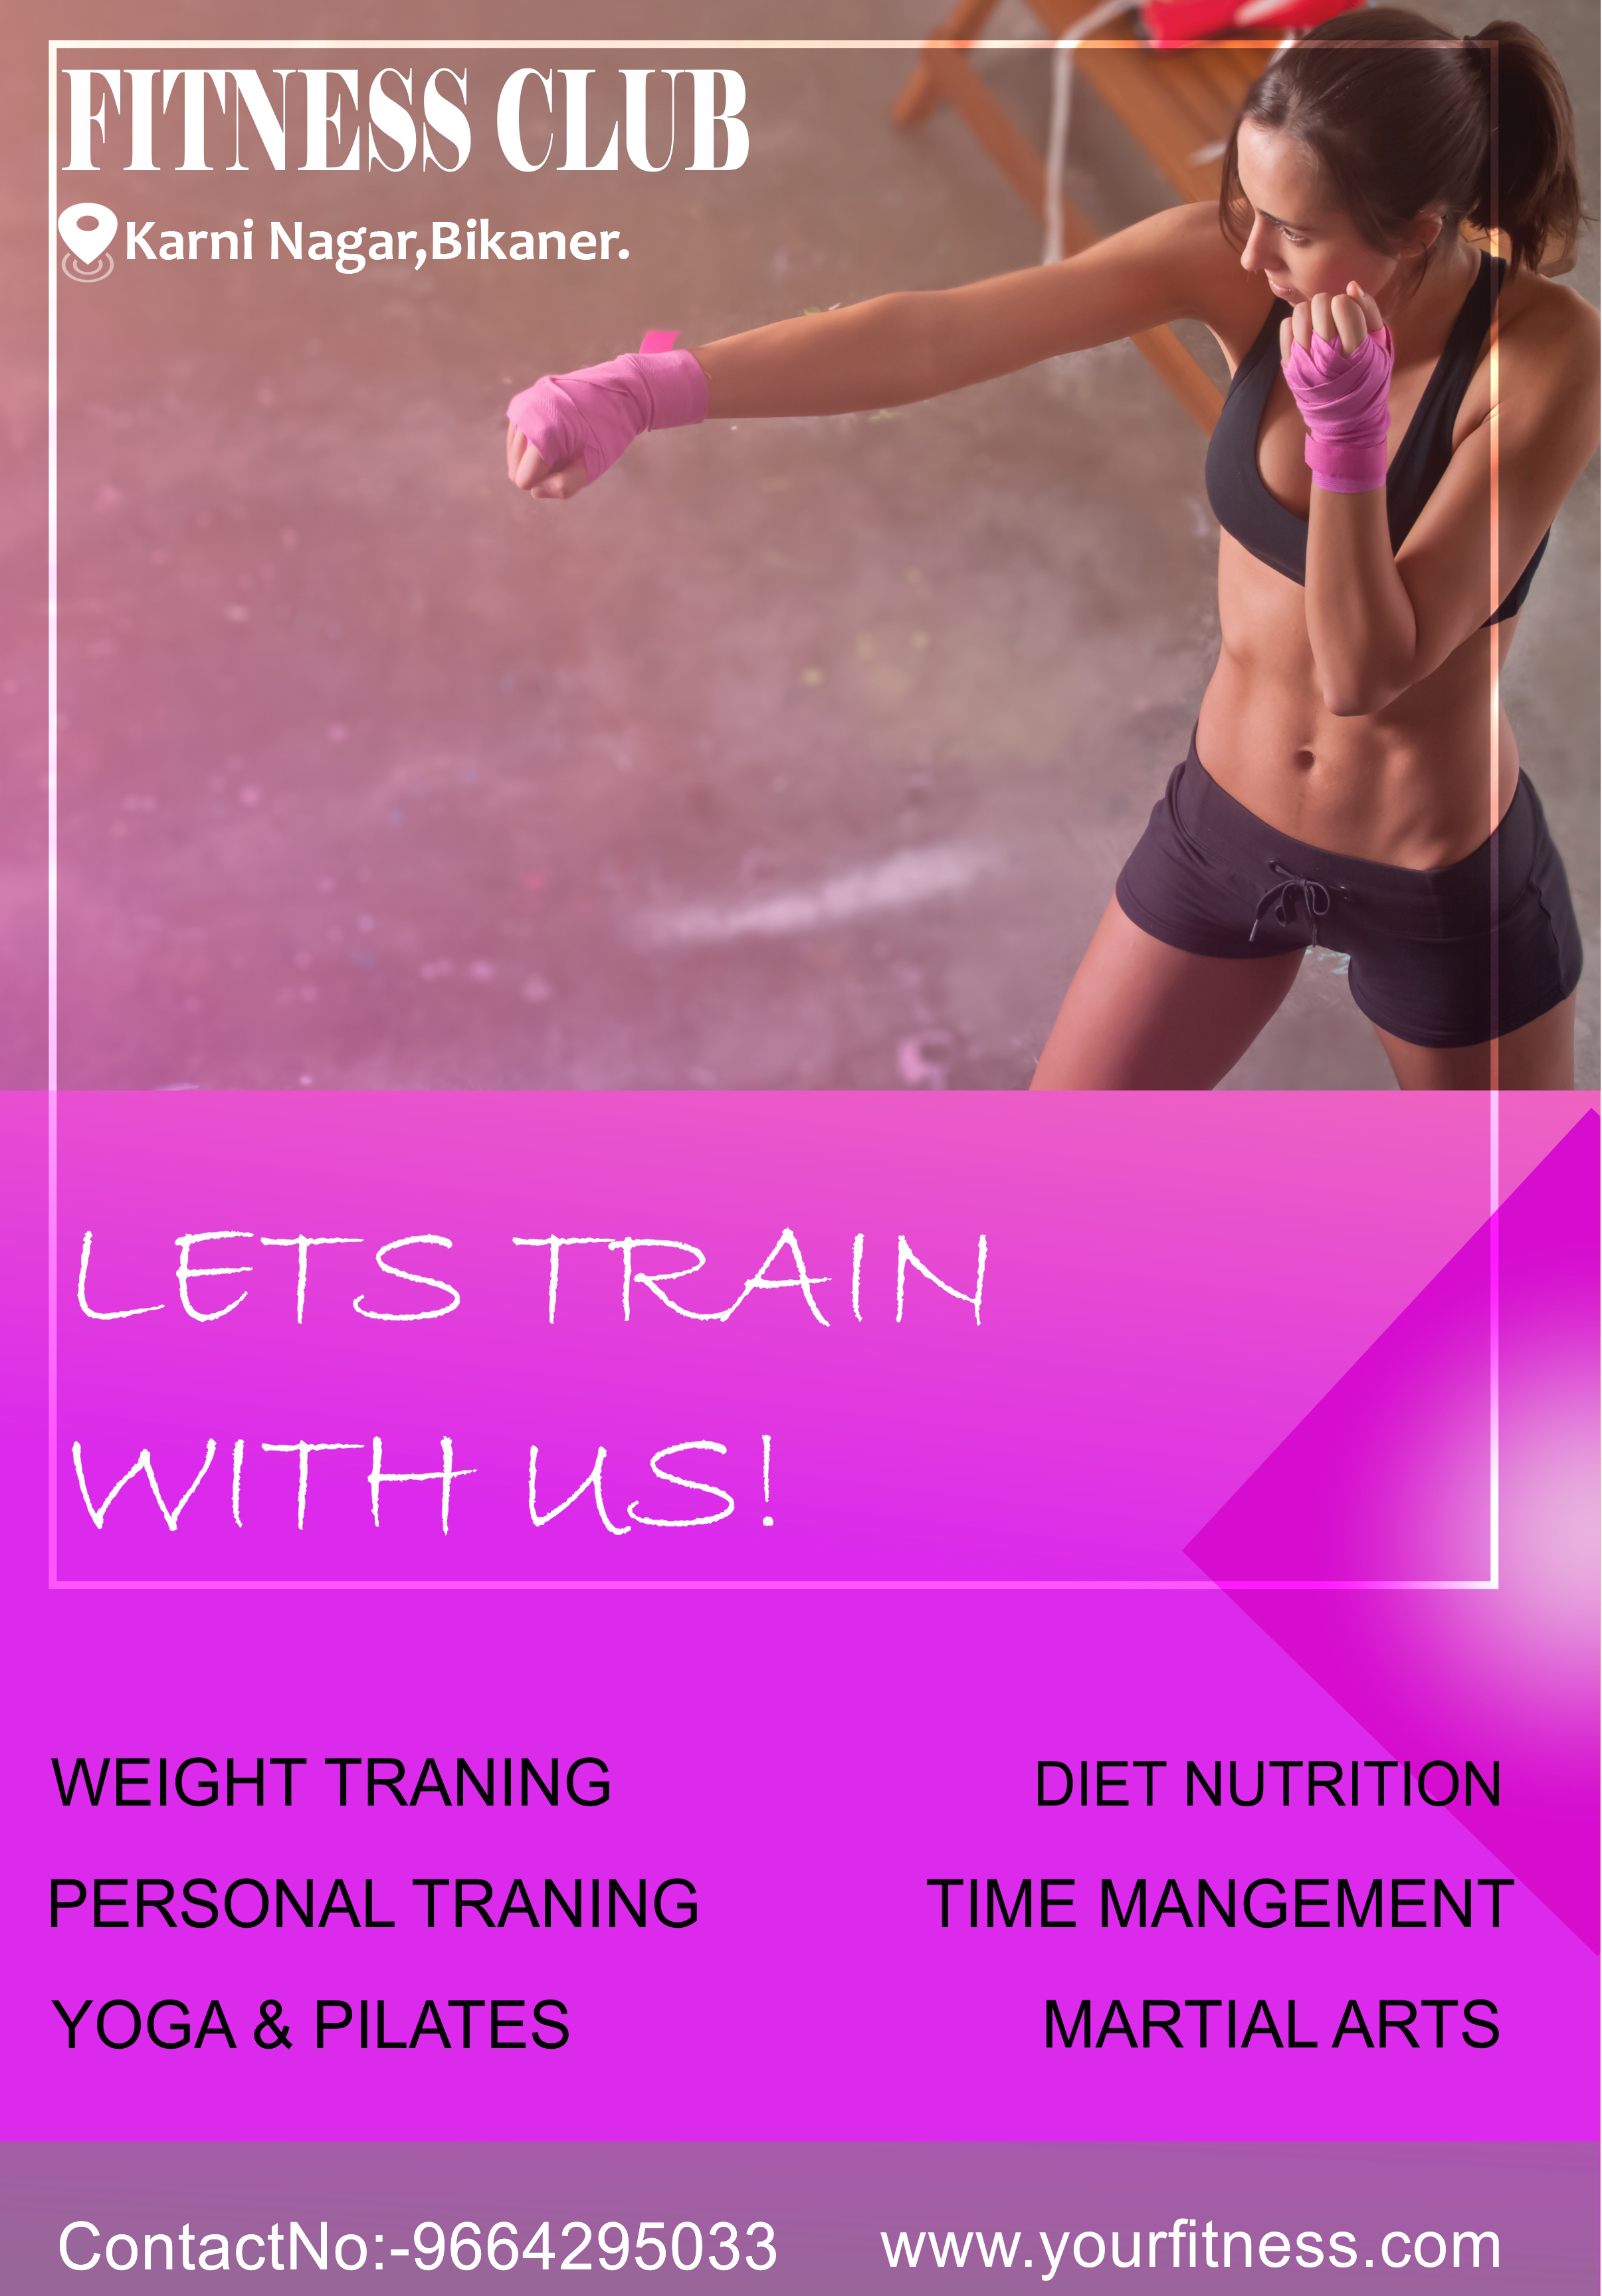 FITNESS CLUB
Karni Nagar,Bikaner.
LETS TRAIN
WITH US!
WEIGHT TRANING
DIET NUTRITION
PERSONAL TRANING
TIME MANGEMENT
YOGA & PILATES
MARTIAL ARTS
ContactNo:-9664295033
www.yourfitness.com